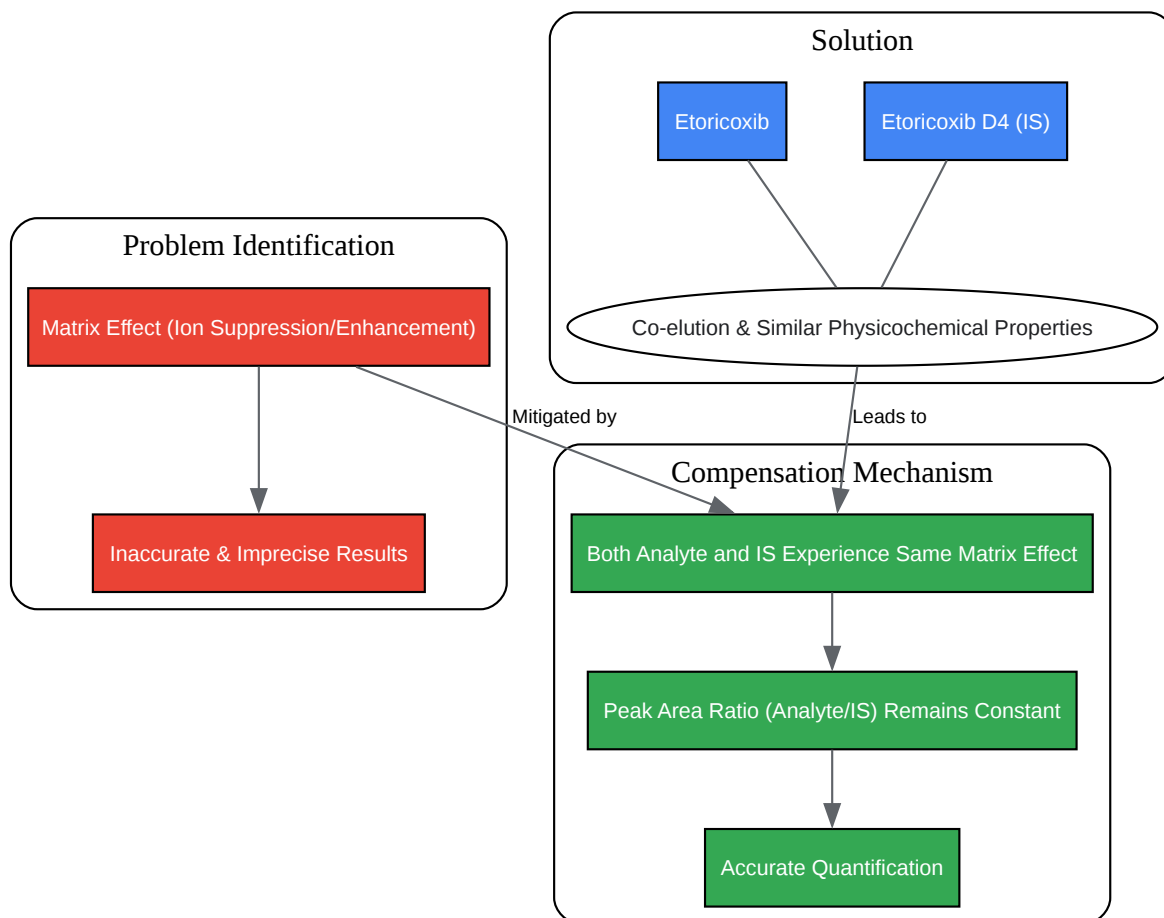 Solution
Etoricoxib
Etoricoxib D4 (IS)
Problem Identification
Matrix Effect (Ion Suppression/Enhancement)
Co-elution & Similar Physicochemical Properties
Mitigated by
Leads to
Compensation Mechanism
Inaccurate & Imprecise Results
Both Analyte and IS Experience Same Matrix Effect
Peak Area Ratio (Analyte/IS) Remains Constant
Accurate Quantification